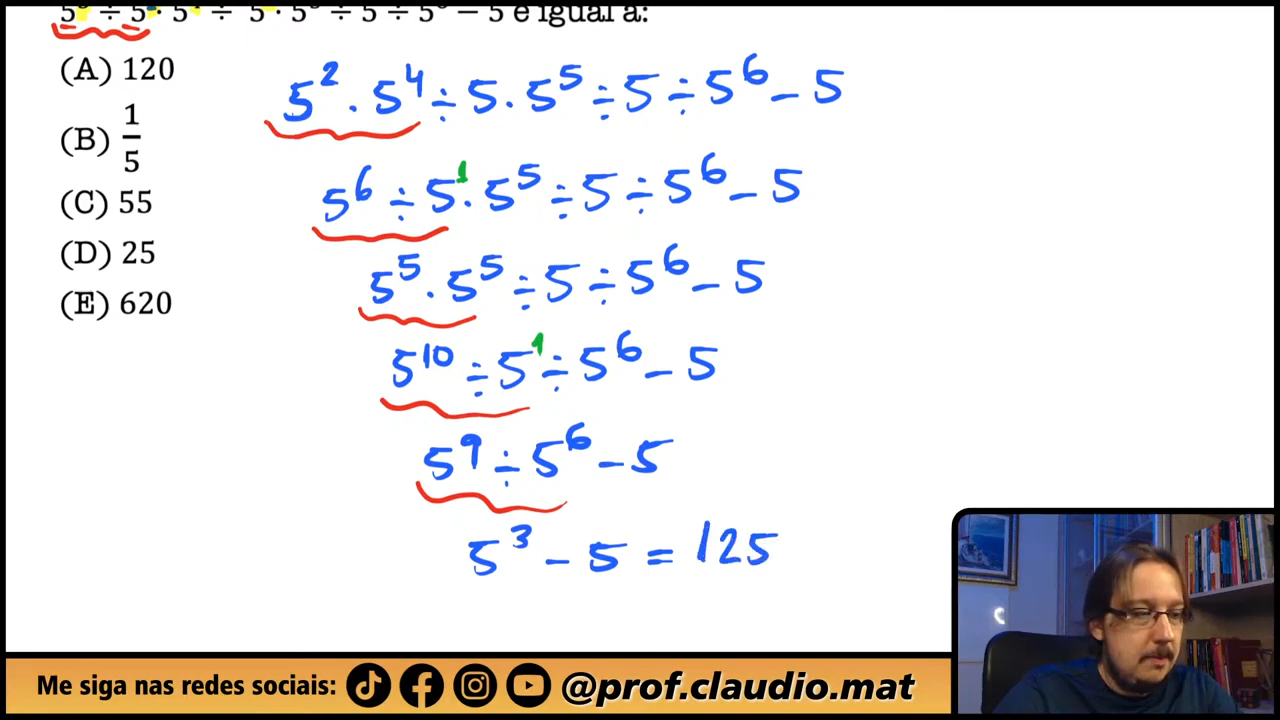 e igual a:
(A) 120
(B) 1/5
(C) 55
(D) 25
(E) 620
5² · 5⁴ ÷ 5 · 5⁵ ÷ 5 ÷ 5⁶ − 5
5⁶ ÷ 5¹ · 5⁵ ÷ 5 ÷ 5⁶ − 5
5⁵ · 5⁵ ÷ 5 ÷ 5⁶ − 5
5¹⁰ ÷ 5¹ ÷ 5⁶ − 5
5⁹ ÷ 5⁶ − 5
5³ − 5 = 125
Me siga nas redes sociais: @prof.claudio.mat